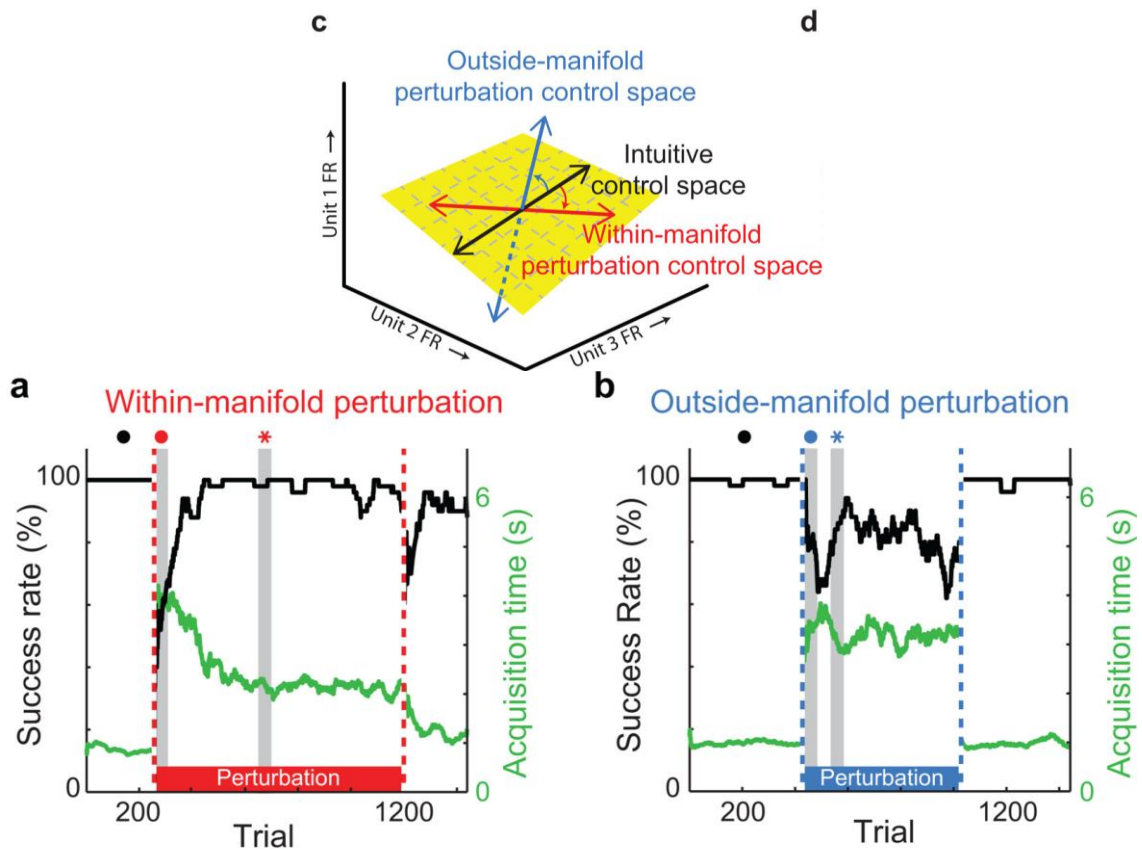 c
d
Outside-manifold
perturbation control space
Intuitive
control space
Within-manifold
perturbation control space
Unit 1 FR →
Unit 2 FR →
Unit 3 FR →
a
Within-manifold perturbation
b
Outside-manifold perturbation
*
*
100
6
Success rate (%)
Acquisition time (s)
0
0
Perturbation
200
1200
Trial
100
6
Success Rate (%)
Acquisition time (s)
0
0
Perturbation
200
1200
Trial